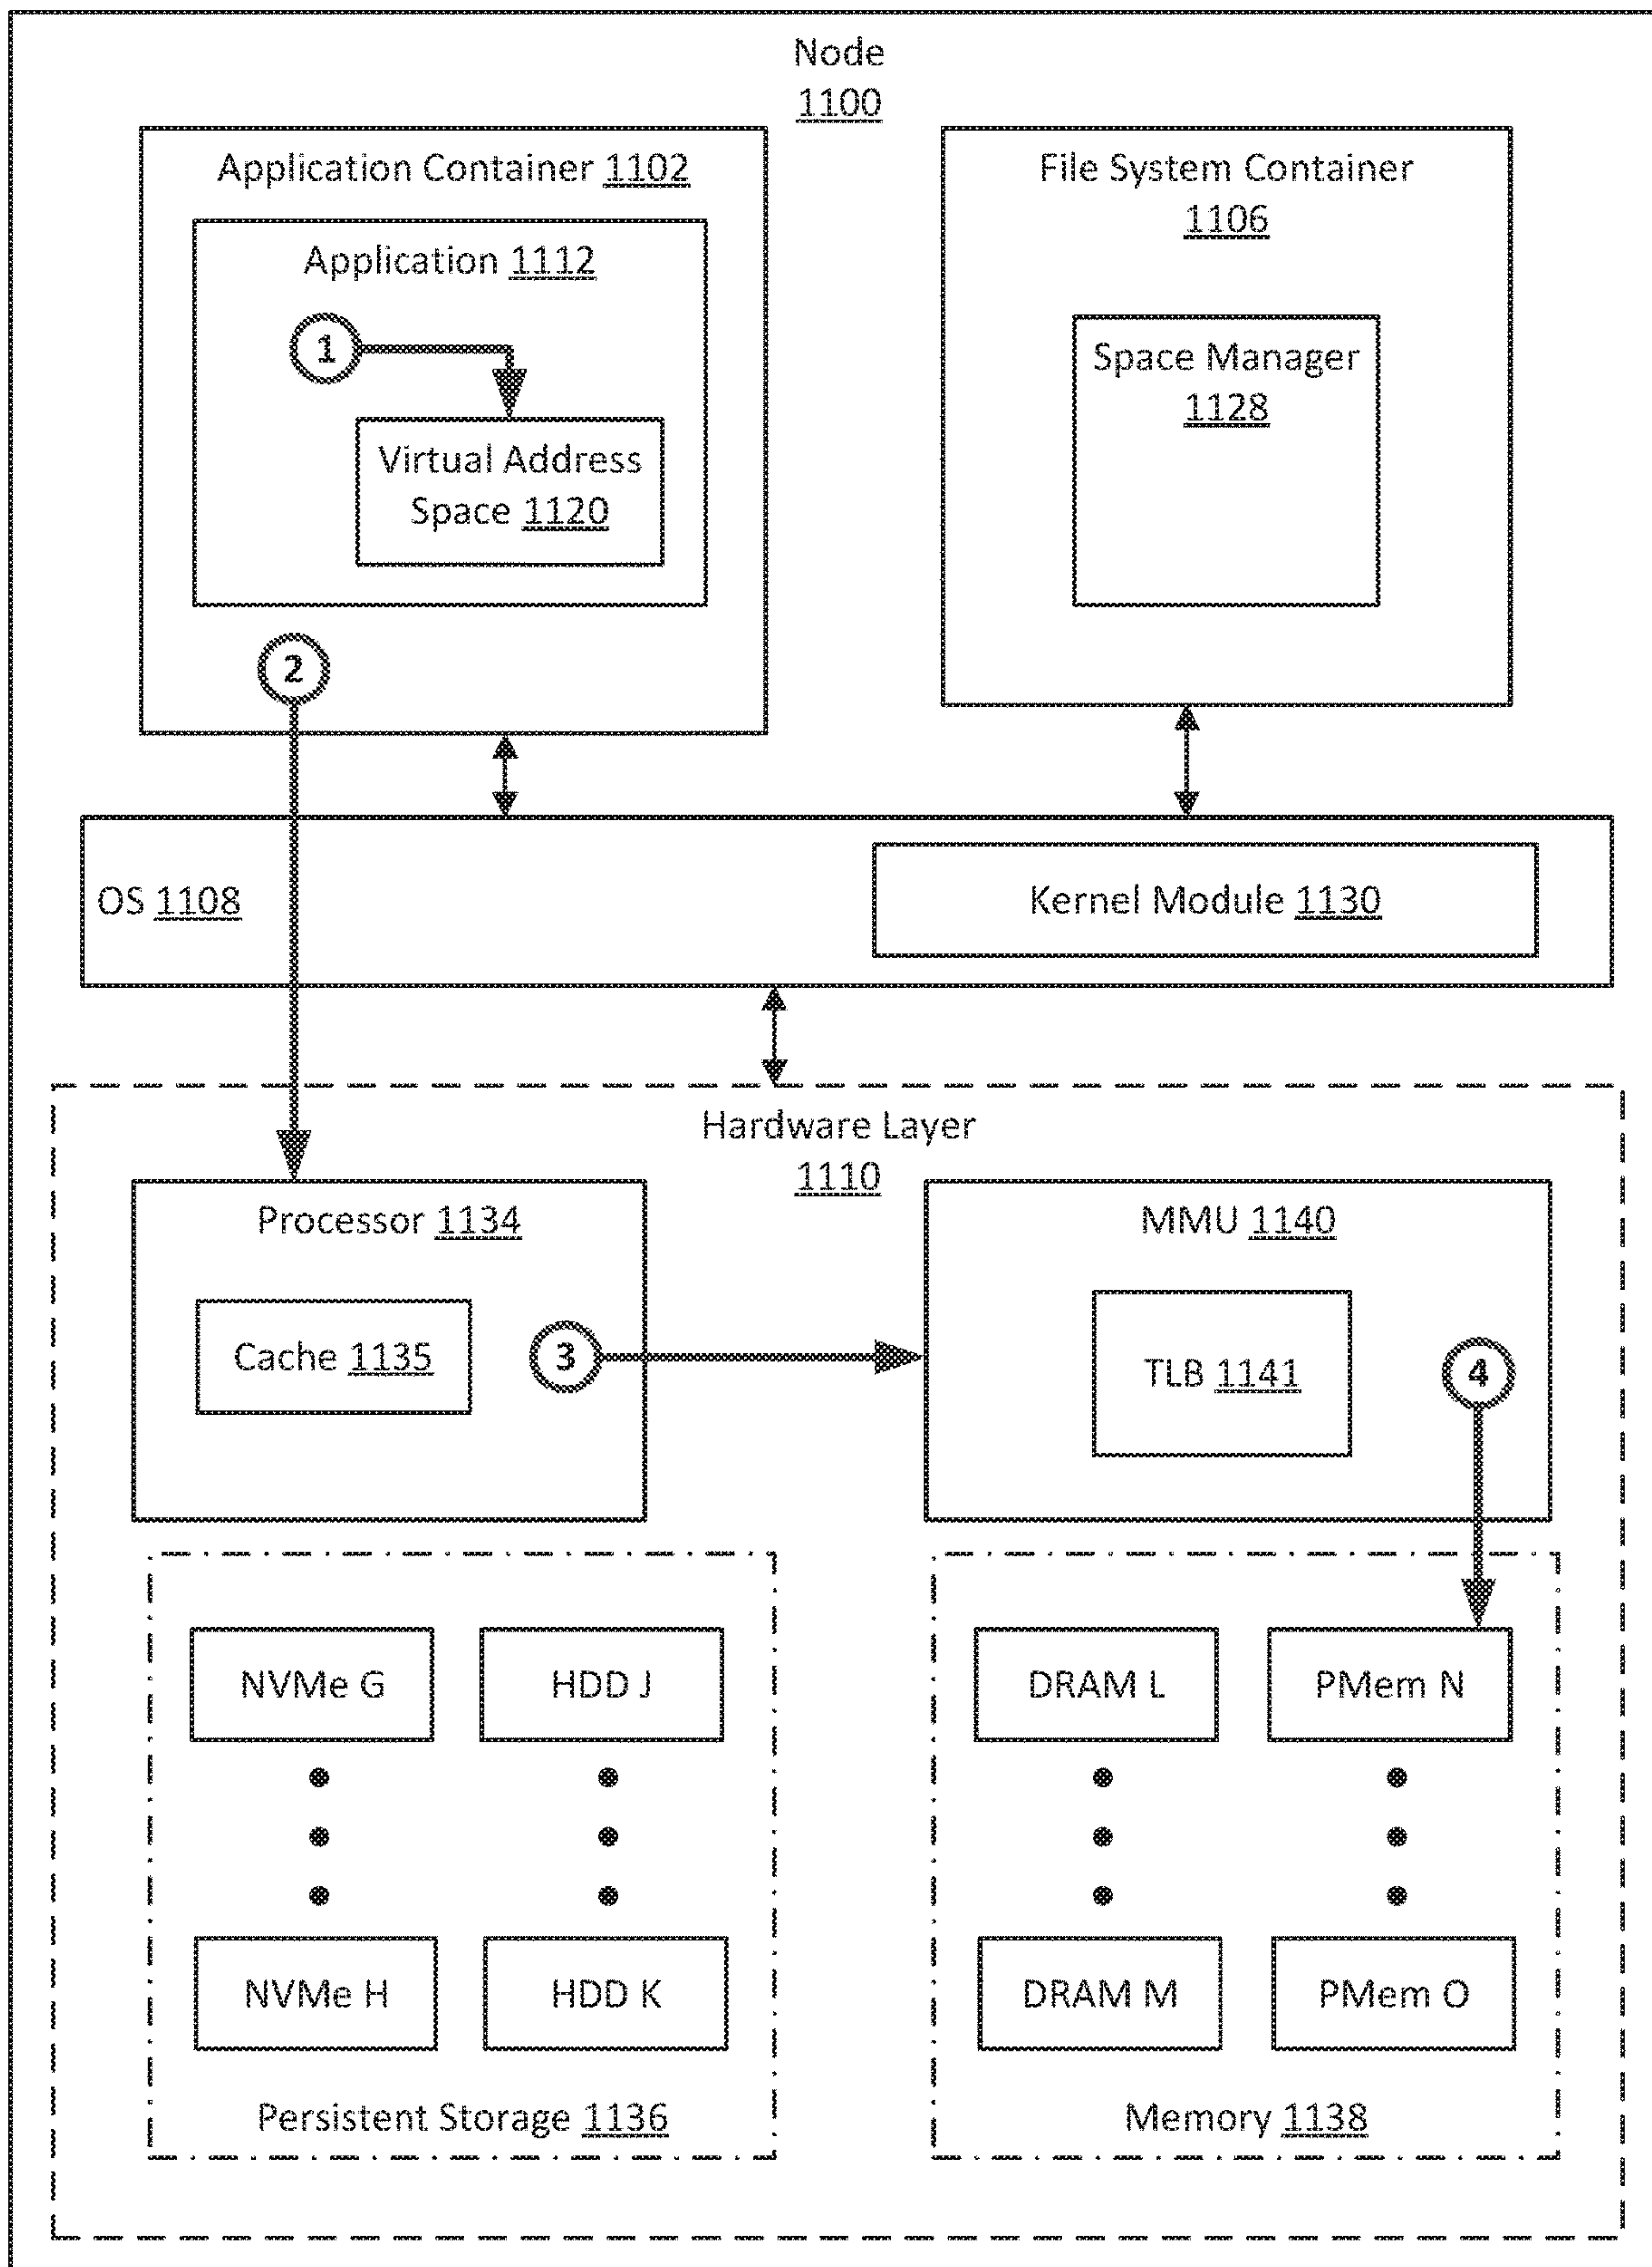 Node
1100
Application Container 1102
Application 1112
1
Virtual Address
Space 1120
2
File System Container
1106
Space Manager
1128
OS 1108
Kernel Module 1130
Hardware Layer
1110
Processor 1134
Cache 1135
3
MMU 1140
TLB 1141
4
NVMe G
HDD J
NVMe H
HDD K
Persistent Storage 1136
DRAM L
PMem N
DRAM M
PMem O
Memory 1138